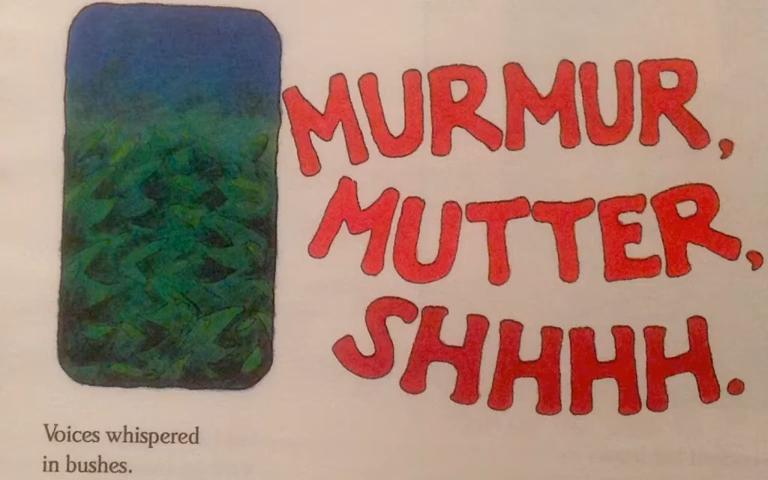 MURMUR,
MUTTER,
SHHHH.
Voices whispered
in bushes.